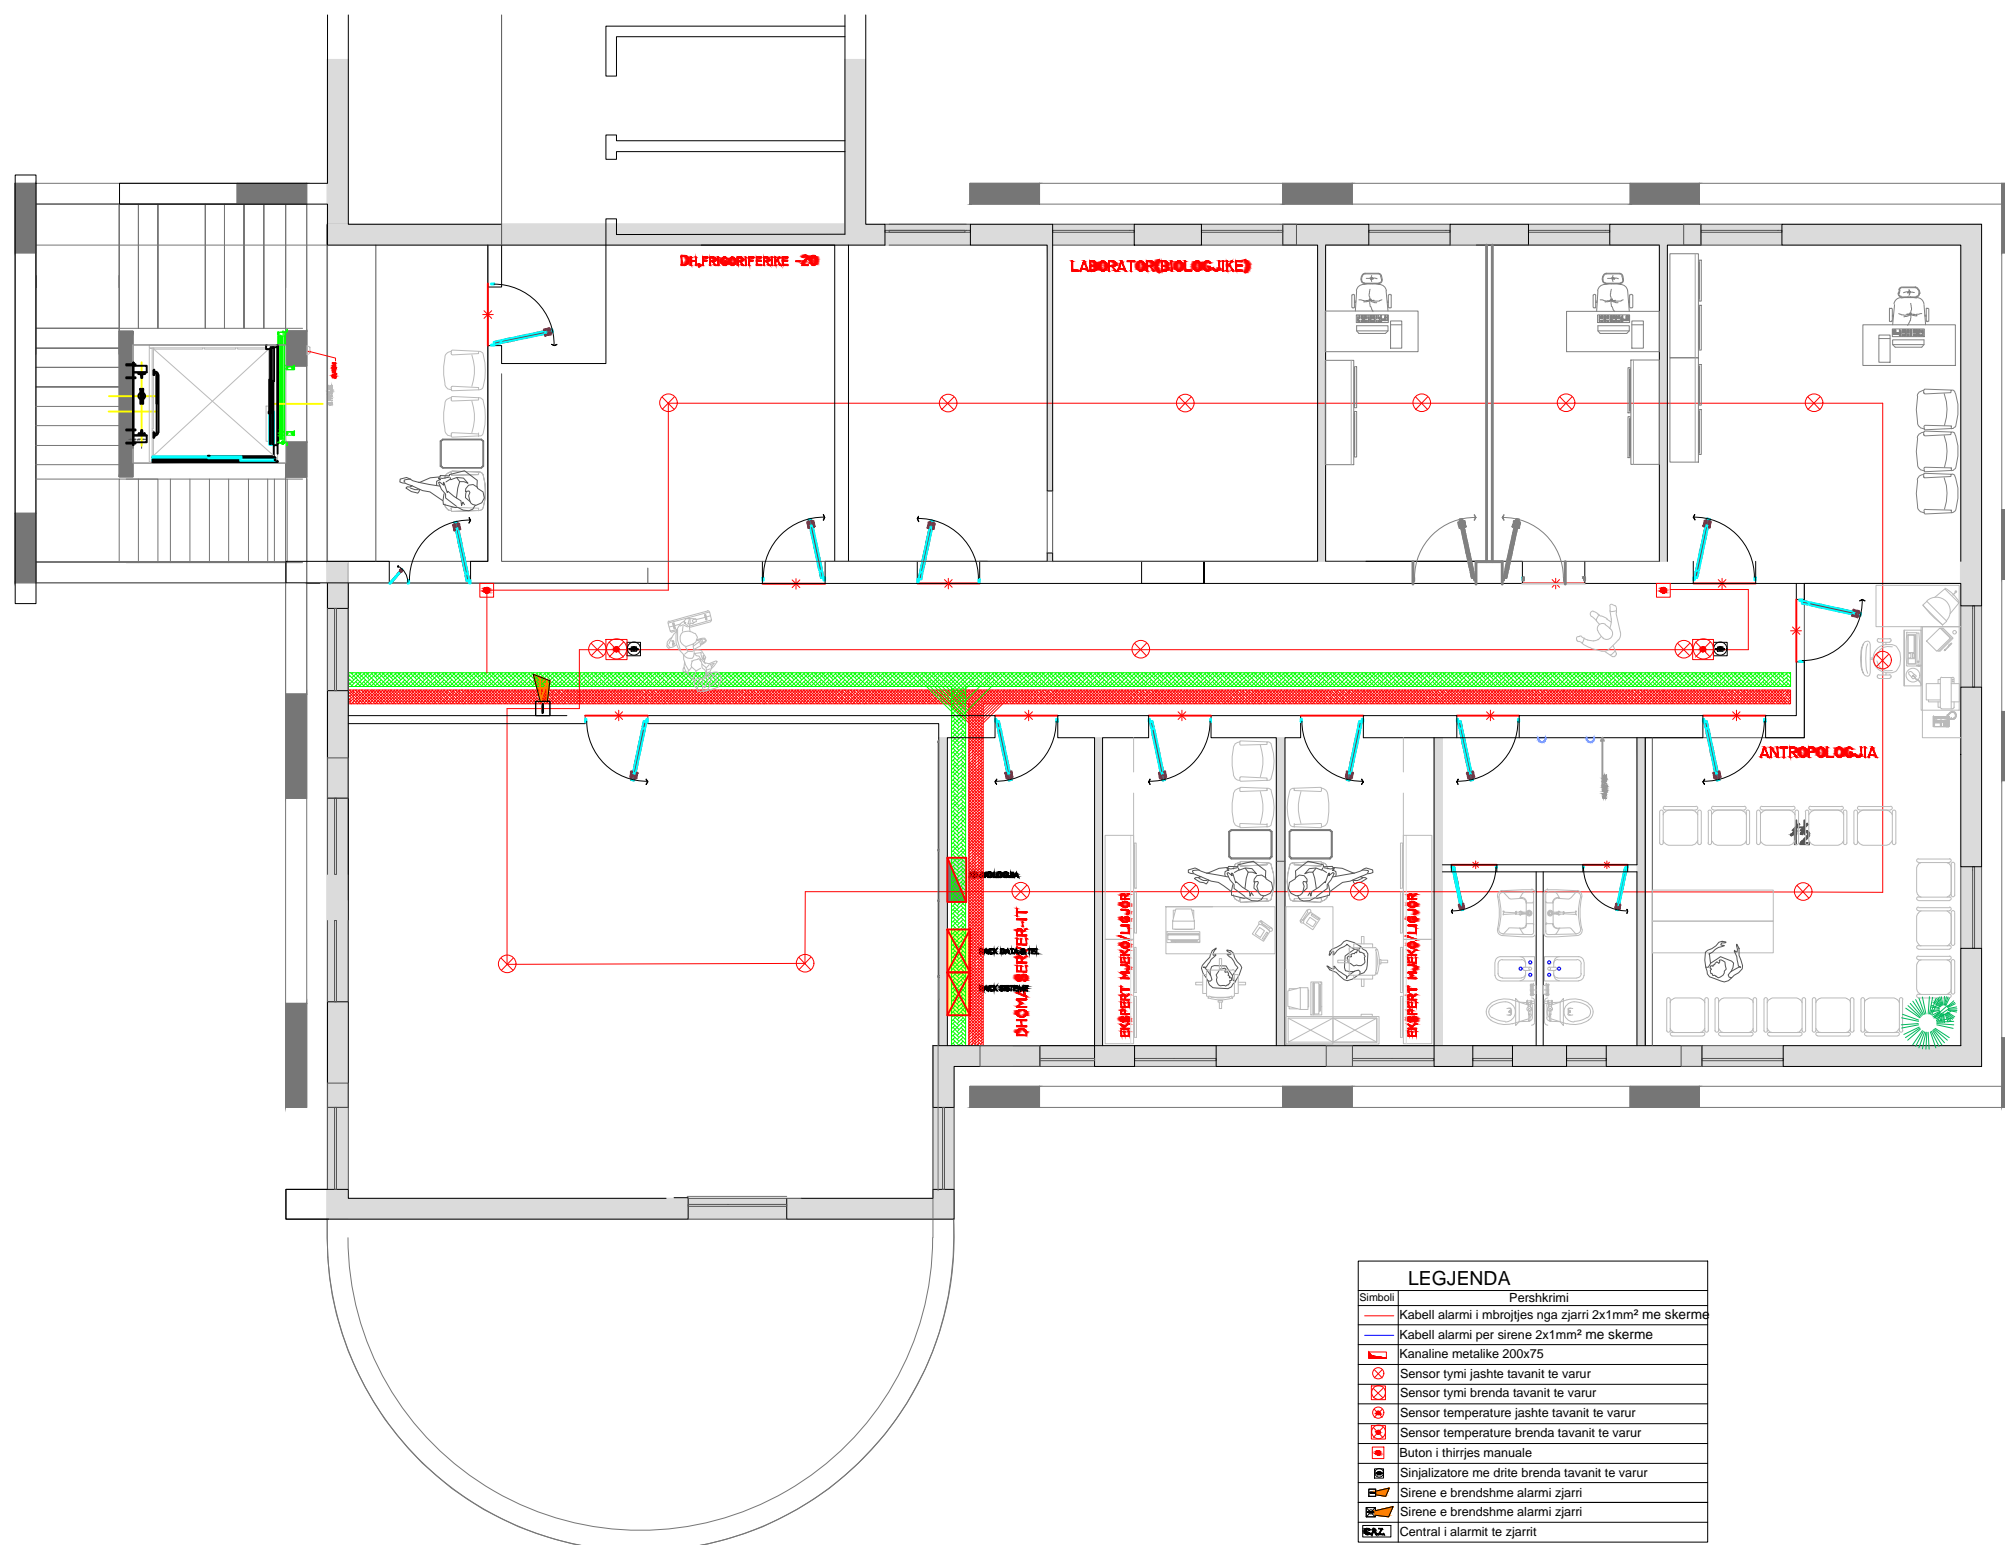 DH,FRIGORIFERIKE -20
LABORATOR(BIOLOGJIKE)
ANTROPOLOGJIA
DHOMA SERVER-IT
EKSPERT MJEKO/LIGJOR
EKSPERT MJEKO/LIGJOR
LEGJENDA
Simboli Pershkrimi
Kabell alarmi i mbrojtjes nga zjarri 2x1mm² me skerme
Kabell alarmi per sirene 2x1mm² me skerme
Kanaline metalike 200x75
Sensor tymi jashte tavanit te varur
Sensor tymi brenda tavanit te varur
Sensor temperature jashte tavanit te varur
Sensor temperature brenda tavanit te varur
Buton i thirrjes manuale
Sinjalizatore me drite brenda tavanit te varur
Sirene e brendshme alarmi zjarri
Sirene e brendshme alarmi zjarri
Central i alarmit te zjarrit